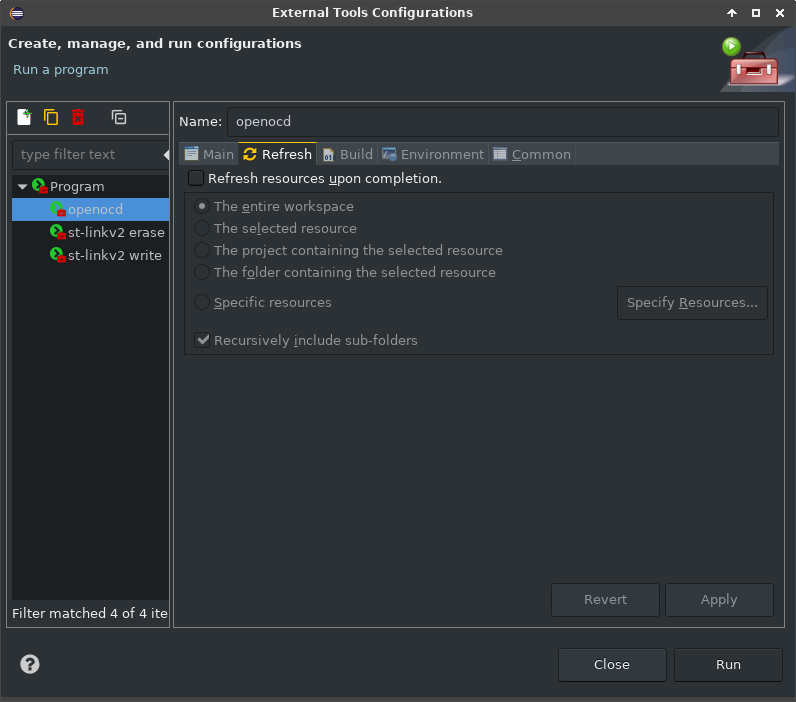 External Tools Configurations
Create, manage, and run configurations
Run a program
Name: openocd
type filter text
Main Refresh Build Environment Common
Program
openocd
st-linkv2 erase
st-linkv2 write
Filter matched 4 of 4 ite
Refresh resources upon completion.
The entire workspace
The selected resource
The project containing the selected resource
The folder containing the selected resource
Specific resources
Specify Resources...
Recursively include sub-folders
Revert
Apply
Close
Run